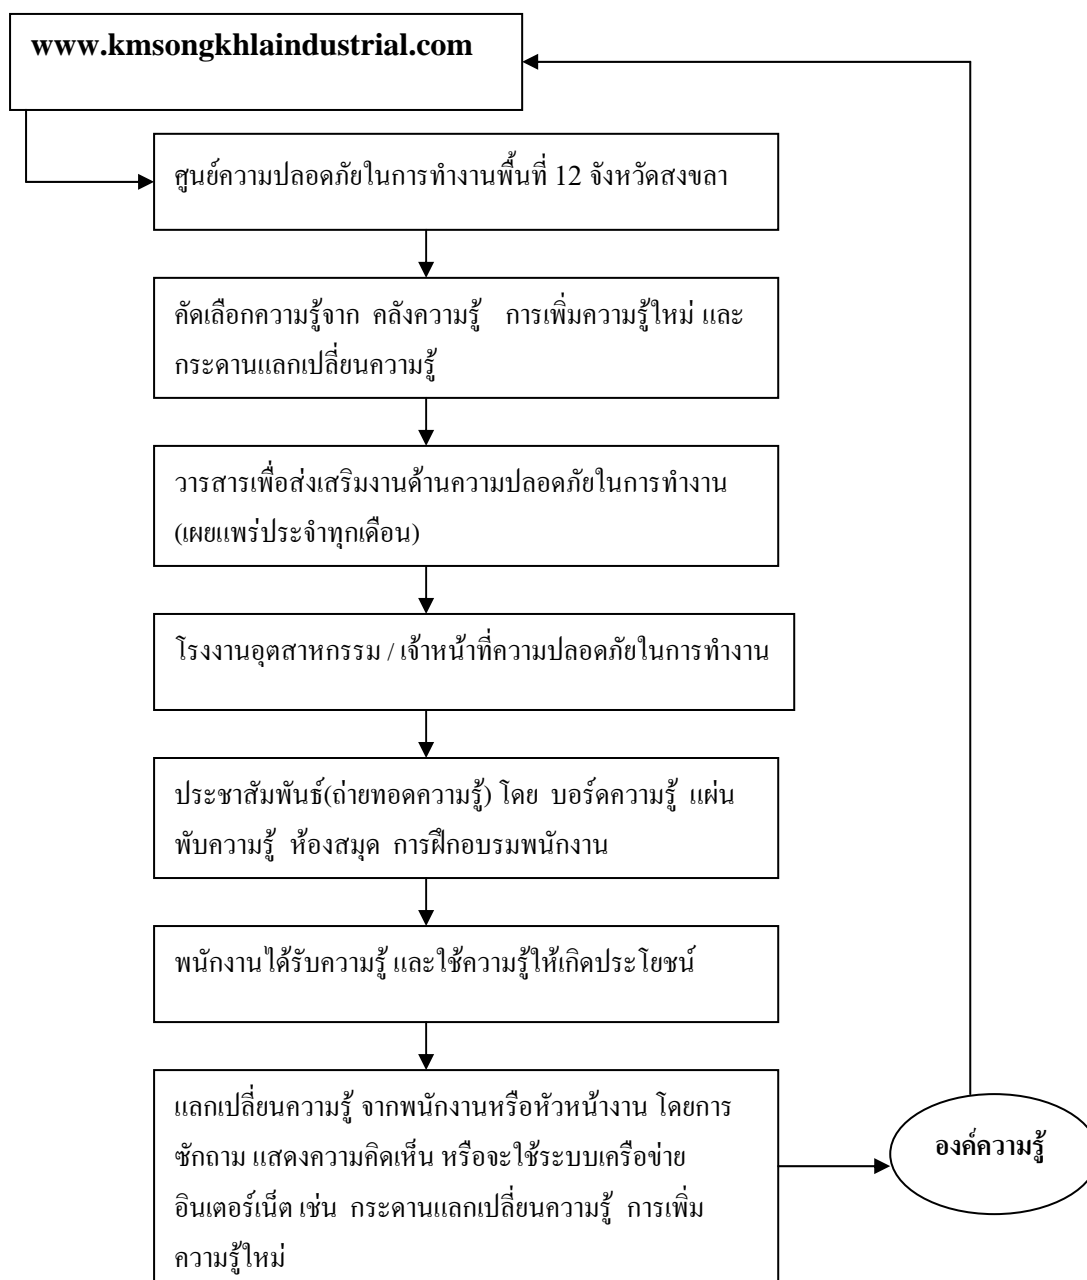 www.kmsongkhlaindustrial.com
ศูนย์ความปลอดภัยในการทำงานพื้นที่ 12 จังหวัดสงขลา
คัดเลือกความรู้จาก คลังความรู้ การเพิ่มความรู้ใหม่ และ
กระดานแลกเปลี่ยนความรู้
วารสารเพื่อส่งเสริมงานด้านความปลอดภัยในการทำงาน
(เผยแพร่ประจำทุกเดือน)
โรงงานอุตสาหกรรม / เจ้าหน้าที่ความปลอดภัยในการทำงาน
ประชาสัมพันธ์(ถ่ายทอดความรู้) โดย บอร์ดความรู้ แผ่น
พับความรู้ ห้องสมุด การฝึกอบรมพนักงาน
พนักงานได้รับความรู้ และใช้ความรู้ให้เกิดประโยชน์
แลกเปลี่ยนความรู้ จากพนักงานหรือหัวหน้างาน โดยการ
ซักถาม แสดงความคิดเห็น หรือจะใช้ระบบเครือข่าย
อินเตอร์เน็ต เช่น กระดานแลกเปลี่ยนความรู้ การเพิ่ม
ความรู้ใหม่
องค์ความรู้